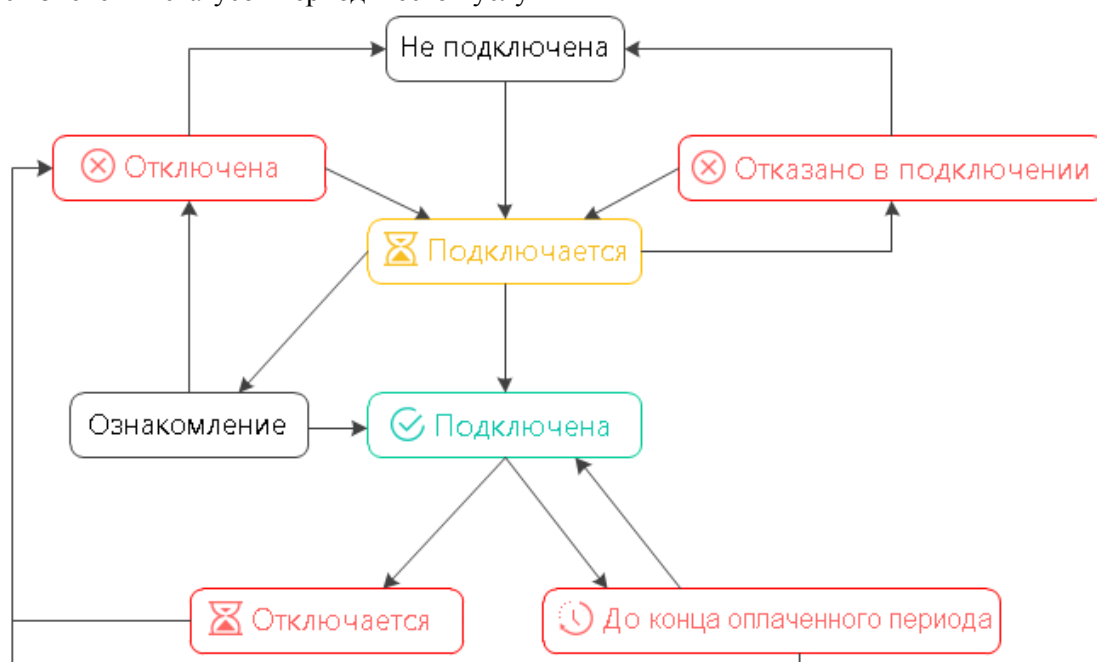 Не подключена
Отключена
Отказано в подключении
Подключается
Ознакомление
Подключена
Отключается
До конца оплаченного периода